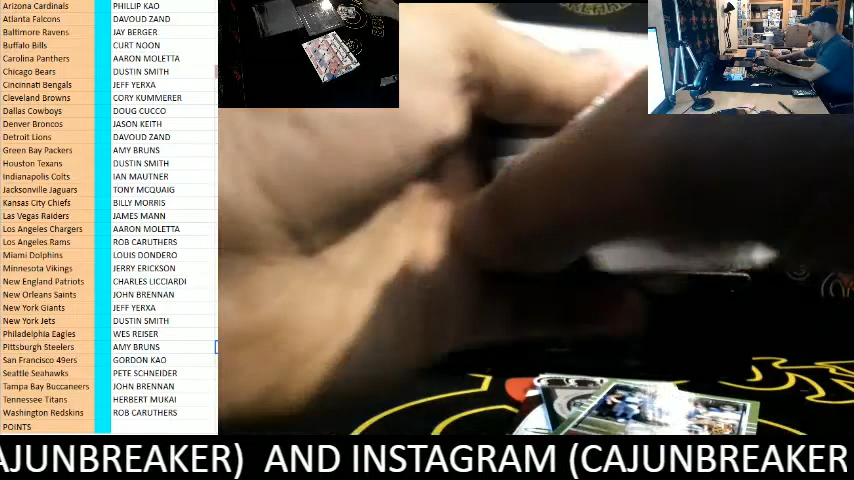 Arizona Cardinals PHILLIP KAO
Atlanta Falcons DAVOUD ZAND
Baltimore Ravens JAY BERGER
Buffalo Bills CURT NOON
Carolina Panthers AARON MOLETTA
Chicago Bears DUSTIN SMITH
Cincinnati Bengals JEFF YERXA
Cleveland Browns CORY KUMMERER
Dallas Cowboys DOUG CUCCO
Denver Broncos JASON KEITH
Detroit Lions DAVOUD ZAND
Green Bay Packers AMY BRUNS
Houston Texans DUSTIN SMITH
Indianapolis Colts IAN MAUTNER
Jacksonville Jaguars TONY MCQUAIG
Kansas City Chiefs BILLY MORRIS
Las Vegas Raiders JAMES MANN
Los Angeles Chargers AARON MOLETTA
Los Angeles Rams ROB CARUTHERS
Miami Dolphins LOUIS DONDERO
Minnesota Vikings JERRY ERICKSON
New England Patriots CHARLES LICCIARDI
New Orleans Saints JOHN BRENNAN
New York Giants JEFF YERXA
New York Jets DUSTIN SMITH
Philadelphia Eagles WES REISER
Pittsburgh Steelers AMY BRUNS
San Francisco 49ers GORDON KAO
Seattle Seahawks PETE SCHNEIDER
Tampa Bay Buccaneers JOHN BRENNAN
Tennessee Titans HERBERT MUKAI
Washington Redskins ROB CARUTHERS
POINTS
AJUNBREAKER) AND INSTAGRAM (CAJUNBREAKER